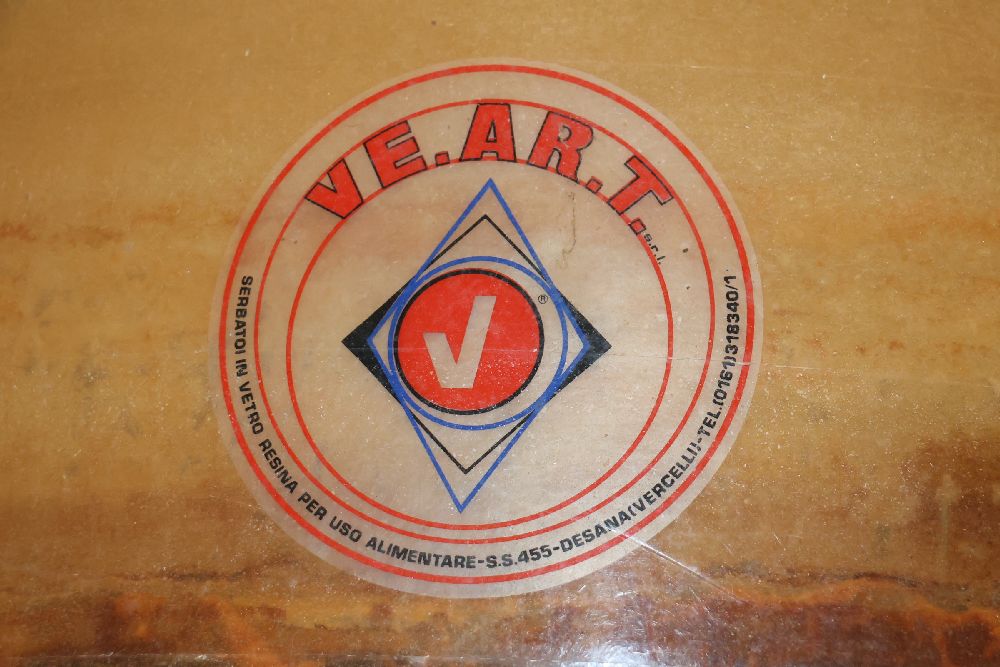 VE.AR.T. s.r.l.
V ®
SERBATOI IN VETRO RESINA PER USO ALIMENTARE-S.S.455-DESANA(VERCELLI)-TEL.(0161)318340/1